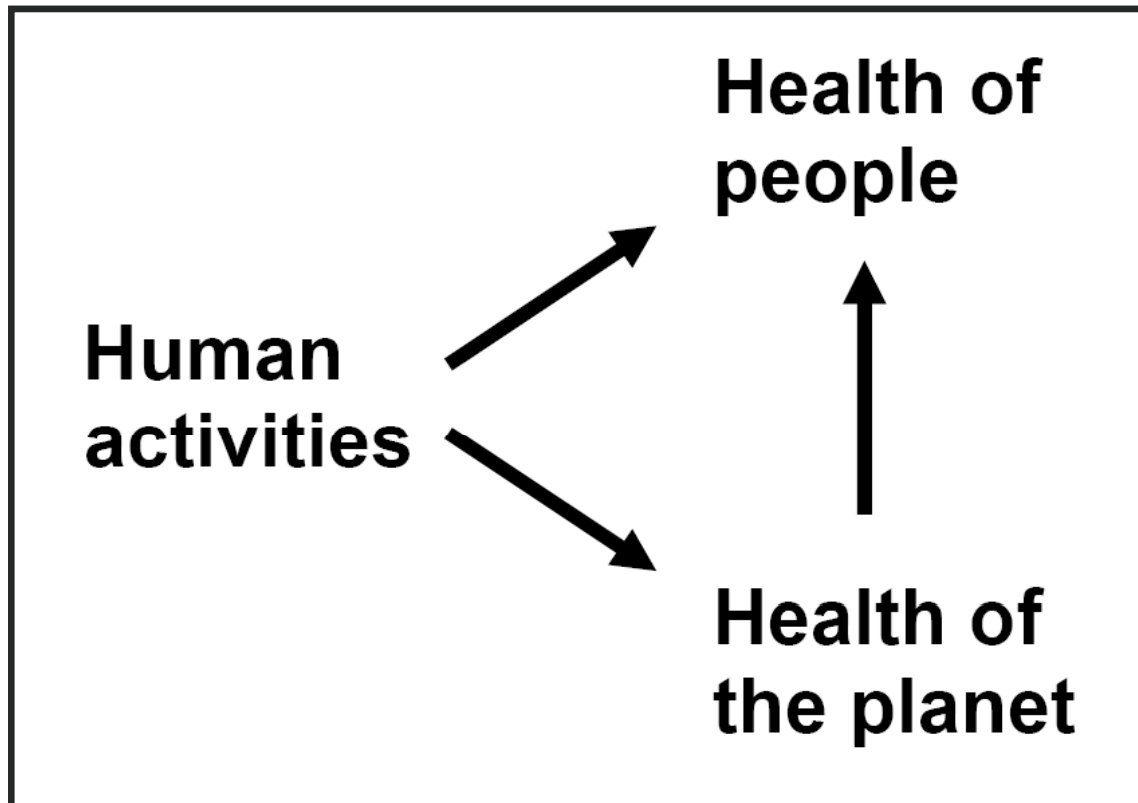 Health of
people
Human
activities
Health of
the planet